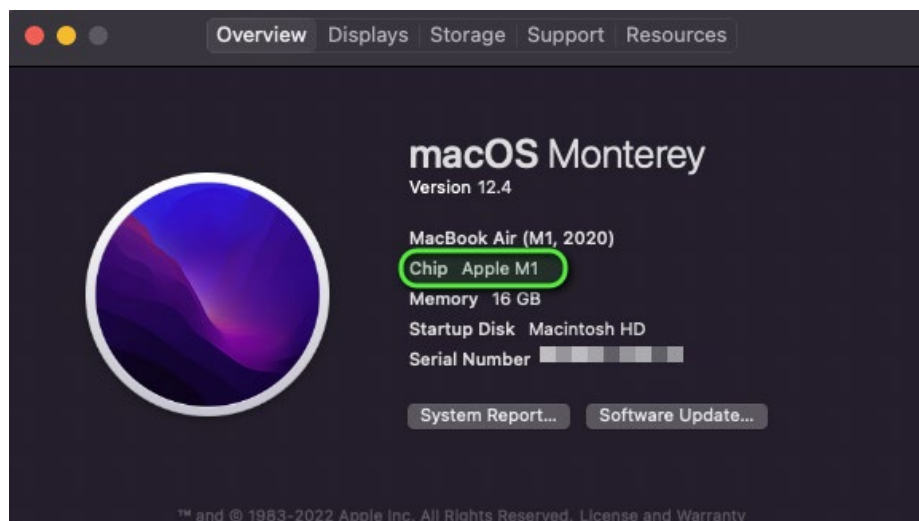 Overview Displays Storage Support Resources
macOS Monterey
Version 12.4
MacBook Air (M1, 2020)
Chip Apple M1
Memory 16 GB
Startup Disk Macintosh HD
Serial Number
System Report... Software Update...
™ and © 1983-2022 Apple Inc. All Rights Reserved. License and Warranty